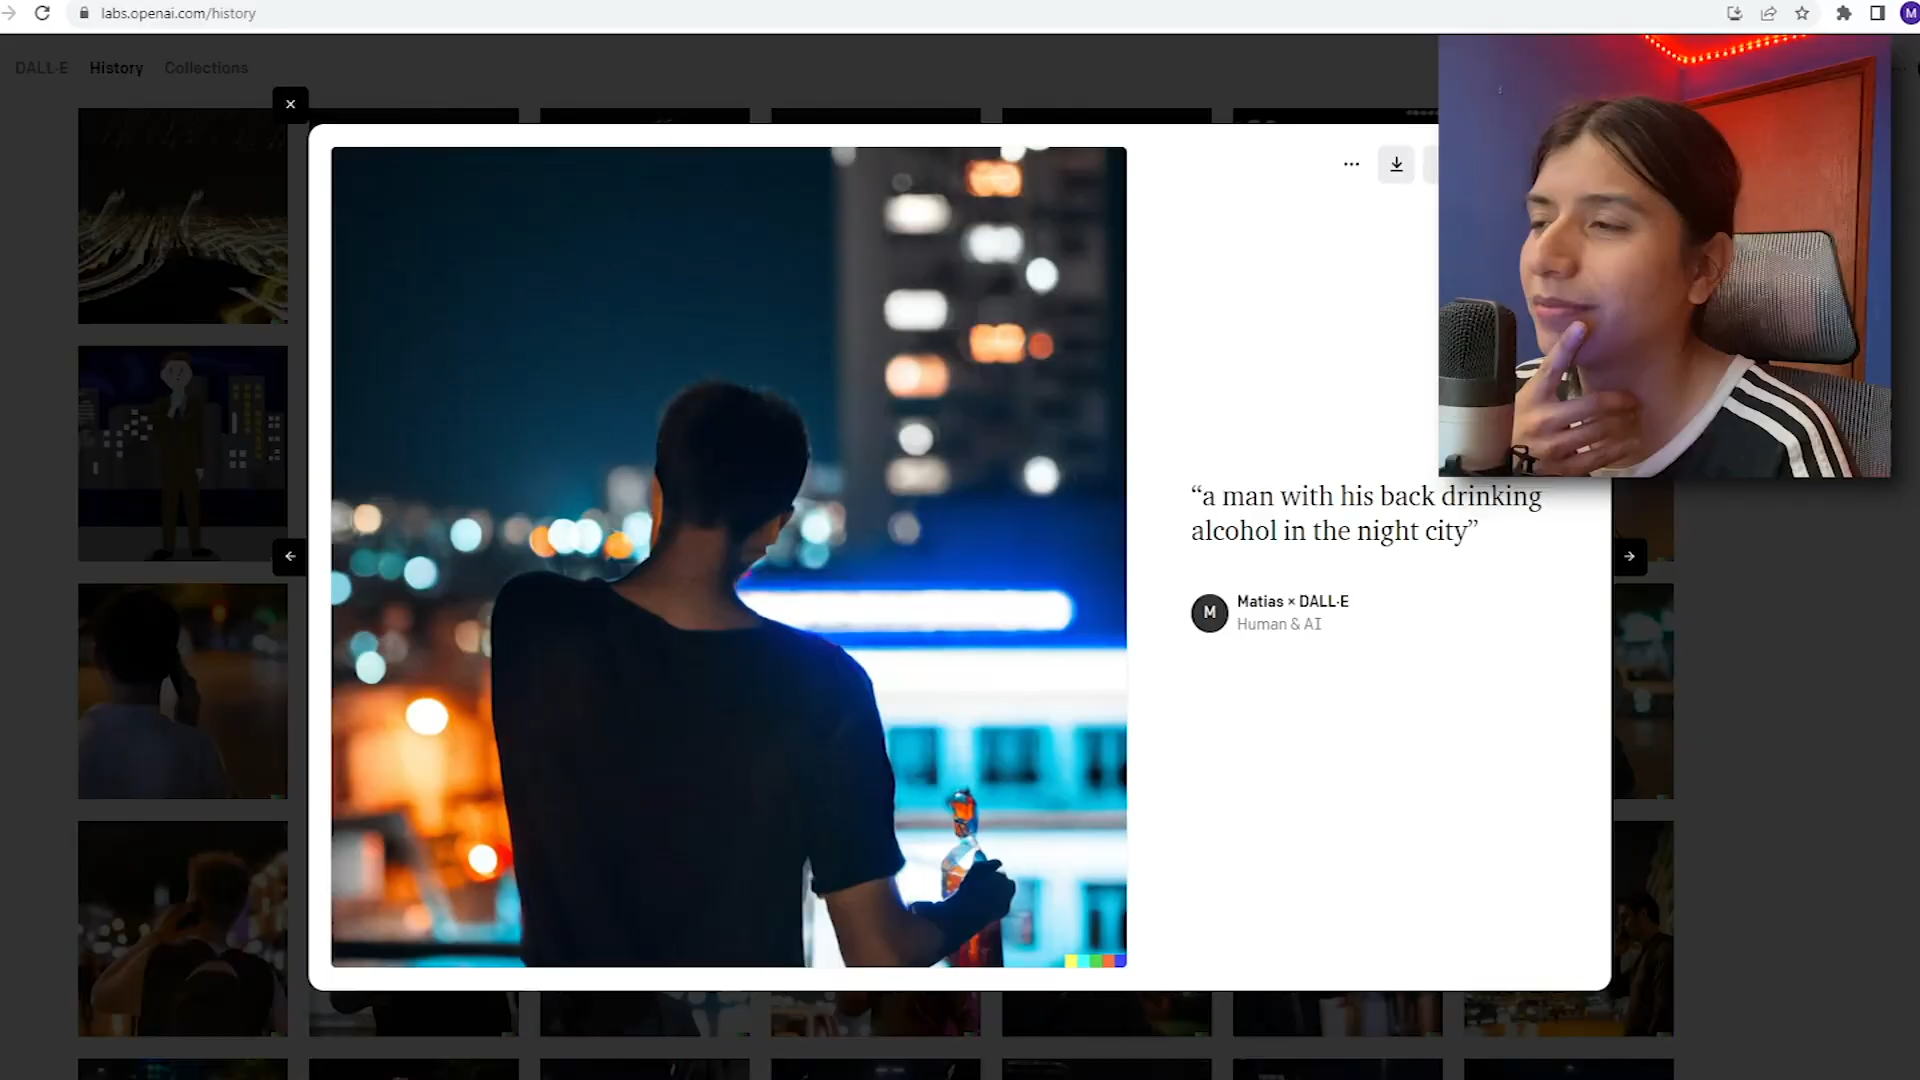 labs.openai.com/history
M
DALL·E History Collections
“a man with his back drinking
alcohol in the night city”
M
Matias × DALL·E
Human & AI